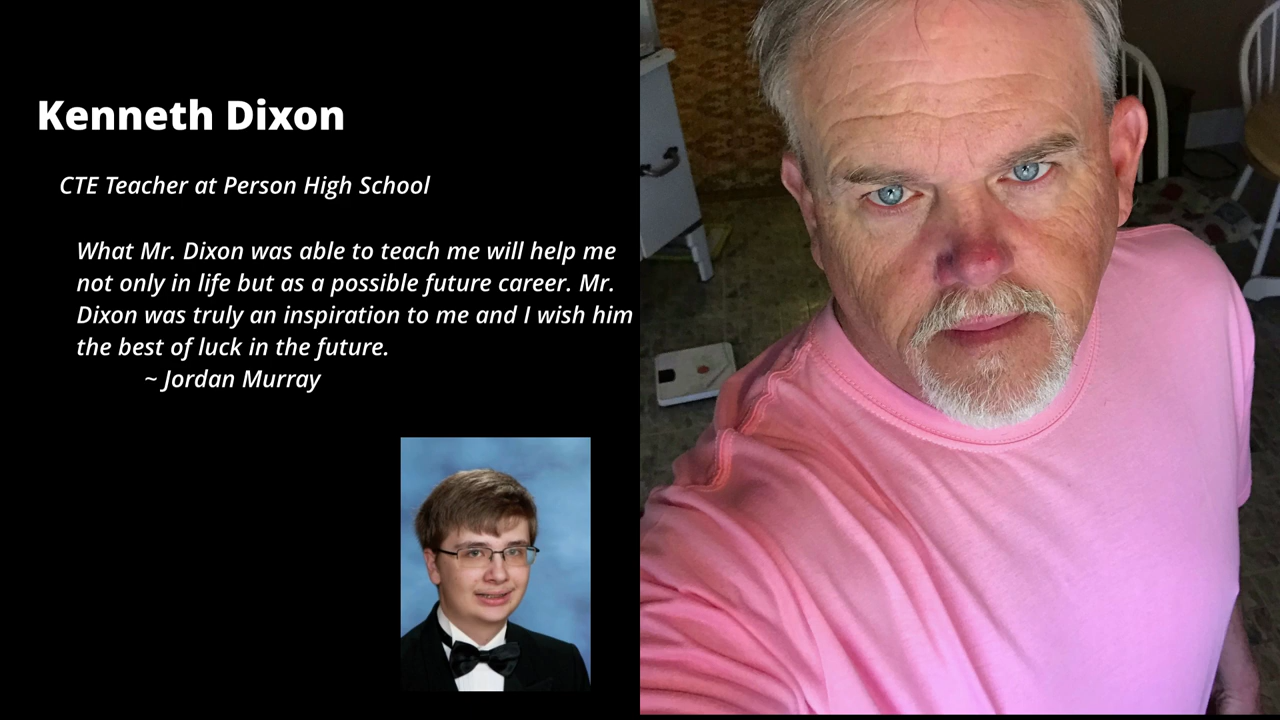 Kenneth Dixon
CTE Teacher at Person High School
What Mr. Dixon was able to teach me will help me
not only in life but as a possible future career. Mr.
Dixon was truly an inspiration to me and I wish him
the best of luck in the future.
~ Jordan Murray